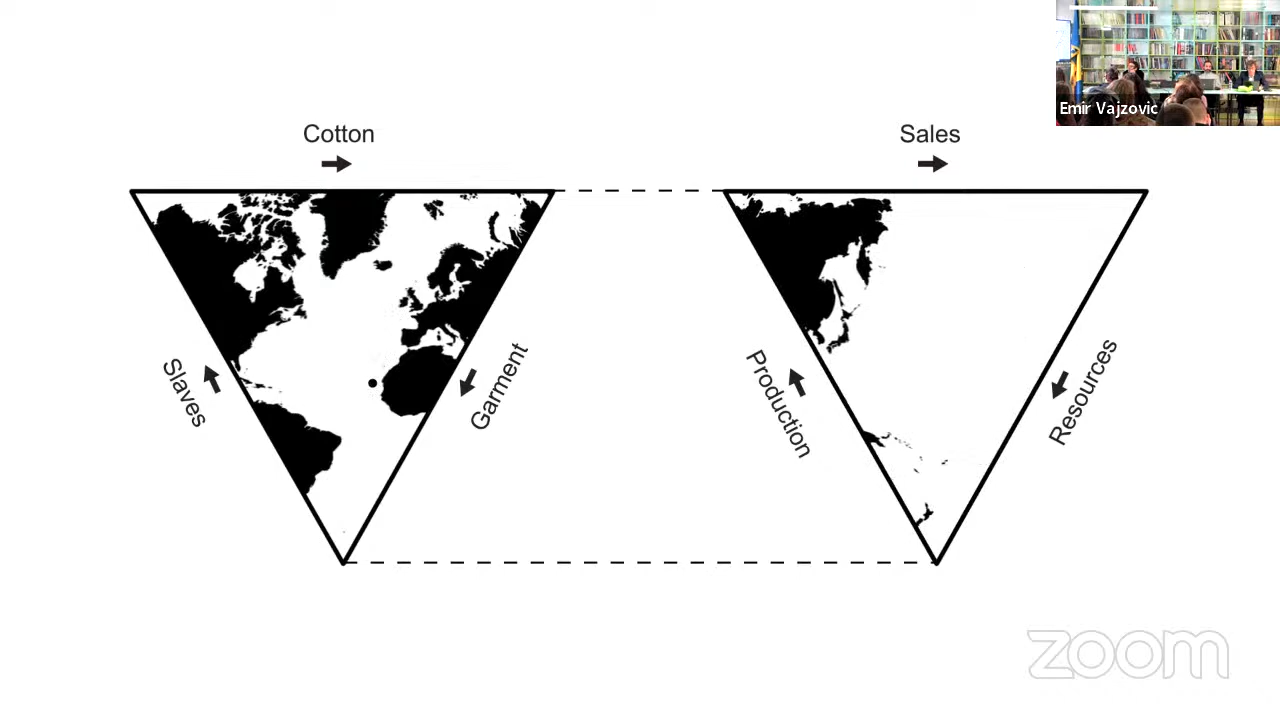 Emir Vajzovic
Cotton
Sales
Slaves
Garment
Production
Resources
zoom